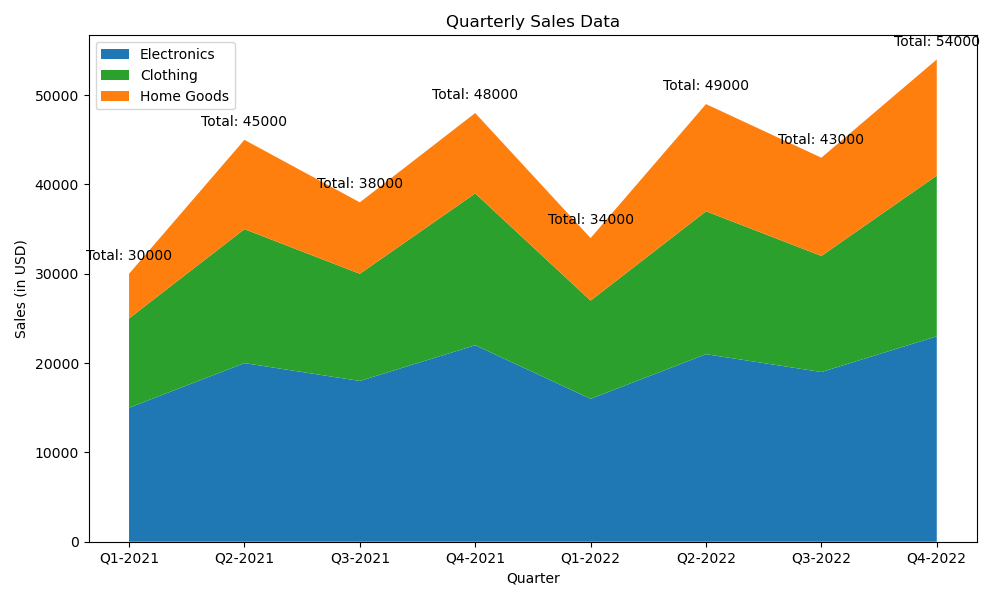 Quarterly Sales Data
Electronics
Clothing
Home Goods
Total: 30000
Total: 45000
Total: 38000
Total: 48000
Total: 34000
Total: 49000
Total: 43000
Total: 54000
Sales (in USD)
50000
40000
30000
20000
10000
0
Q1-2021 Q2-2021 Q3-2021 Q4-2021 Q1-2022 Q2-2022 Q3-2022 Q4-2022
Quarter